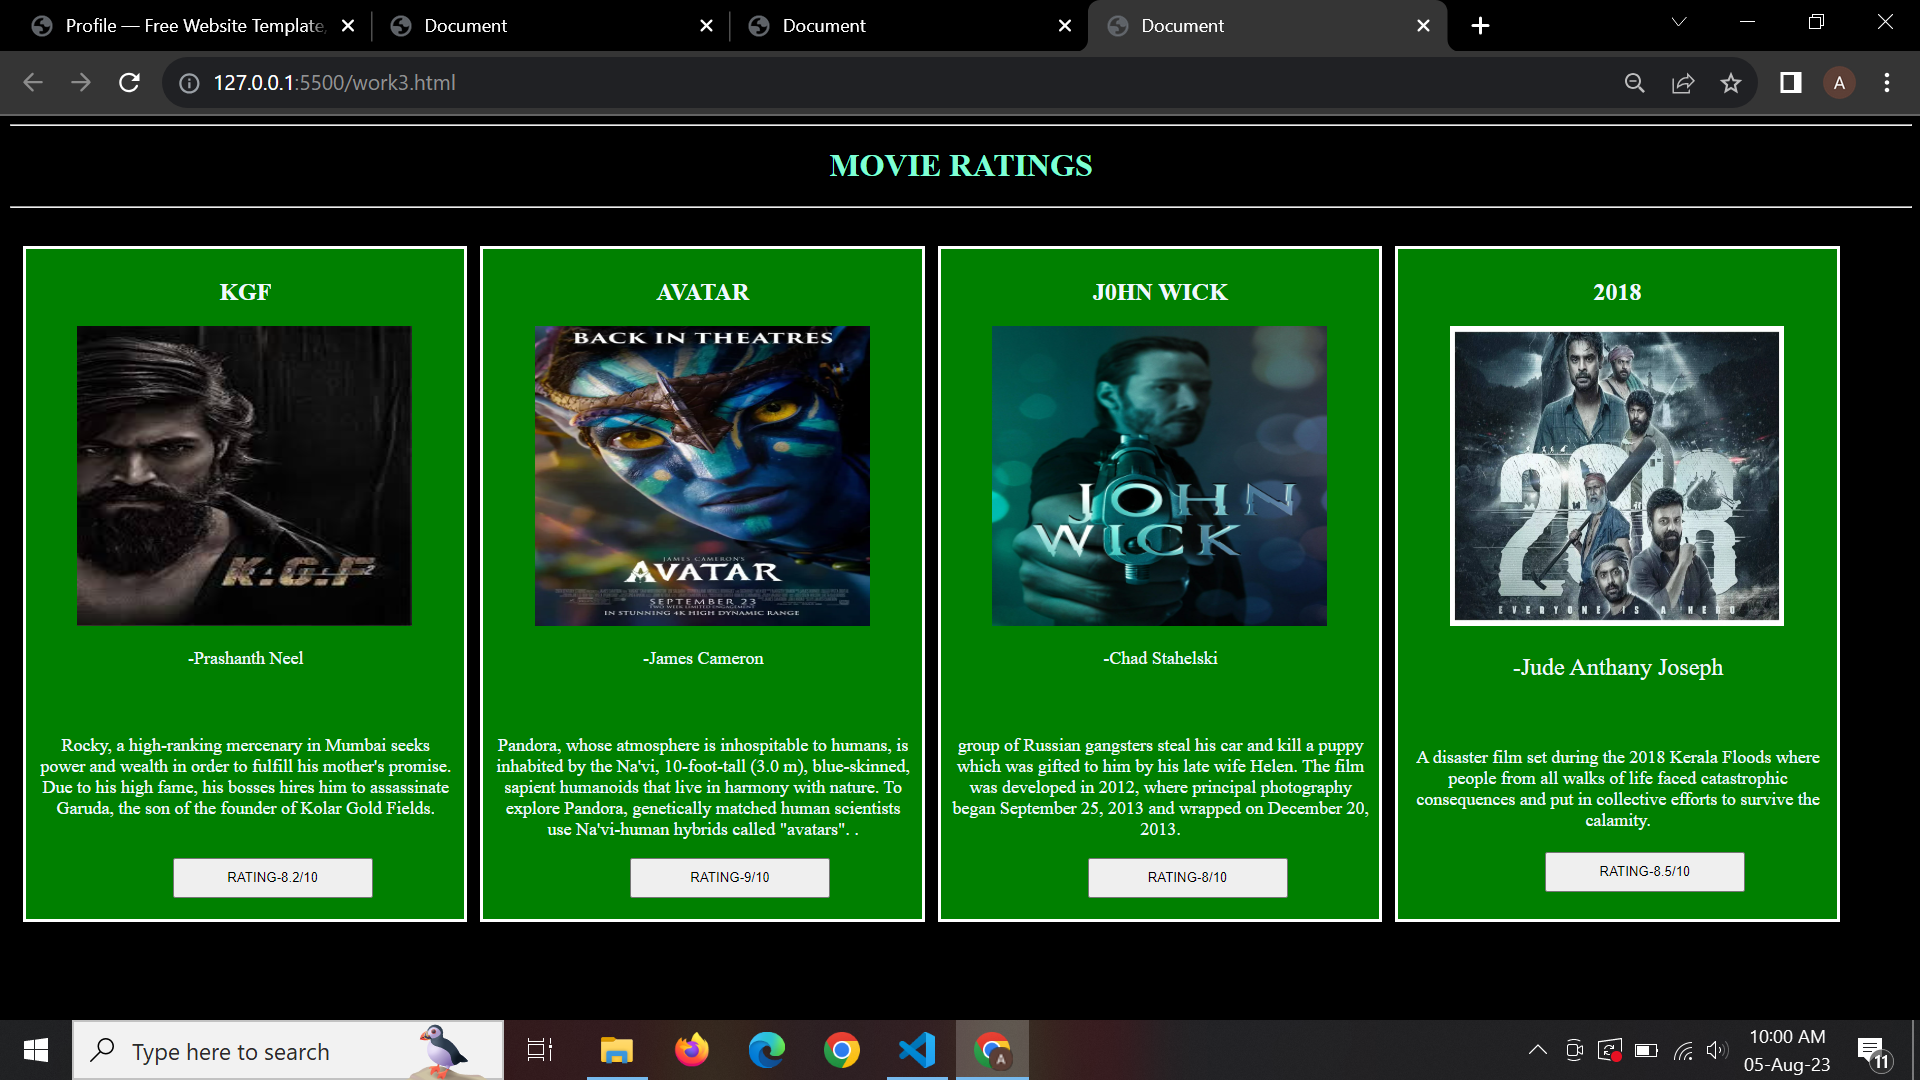 Profile — Free Website Template,
Document
Document
Document
127.0.0.1:5500/work3.html
A
MOVIE RATINGS
KGF
K.G.F
-Prashanth Neel
Rocky, a high-ranking mercenary in Mumbai seeks
power and wealth in order to fulfill his mother's promise.
Due to his high fame, his bosses hires him to assassinate
Garuda, the son of the founder of Kolar Gold Fields.
RATING-8.2/10
AVATAR
BACK IN THEATRES
JAMES CAMERON'S
AVATAR
SEPTEMBER 23
TWO WEEK LIMITED ENGAGEMENT
IN STUNNING 4K HIGH DYNAMIC RANGE
-James Cameron
Pandora, whose atmosphere is inhospitable to humans, is
inhabited by the Na'vi, 10-foot-tall (3.0 m), blue-skinned,
sapient humanoids that live in harmony with nature. To
explore Pandora, genetically matched human scientists
use Na'vi-human hybrids called "avatars". .
RATING-9/10
J0HN WICK
JOHN
WICK
-Chad Stahelski
group of Russian gangsters steal his car and kill a puppy
which was gifted to him by his late wife Helen. The film
was developed in 2012, where principal photography
began September 25, 2013 and wrapped on December 20,
2013.
RATING-8/10
2018
2018
EVERYONE IS A HERO
-Jude Anthany Joseph
A disaster film set during the 2018 Kerala Floods where
people from all walks of life faced catastrophic
consequences and put in collective efforts to survive the
calamity.
RATING-8.5/10
Type here to search
A
10:00 AM
05-Aug-23
11